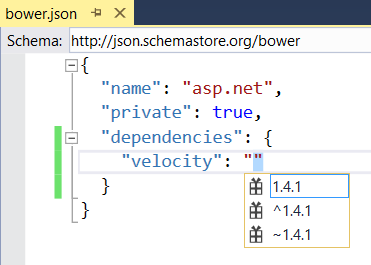 bower.json
Schema: http://json.schemastore.org/bower
{
"name": "asp.net",
"private": true,
"dependencies": {
"velocity": ""
}
}
1.4.1
^1.4.1
~1.4.1